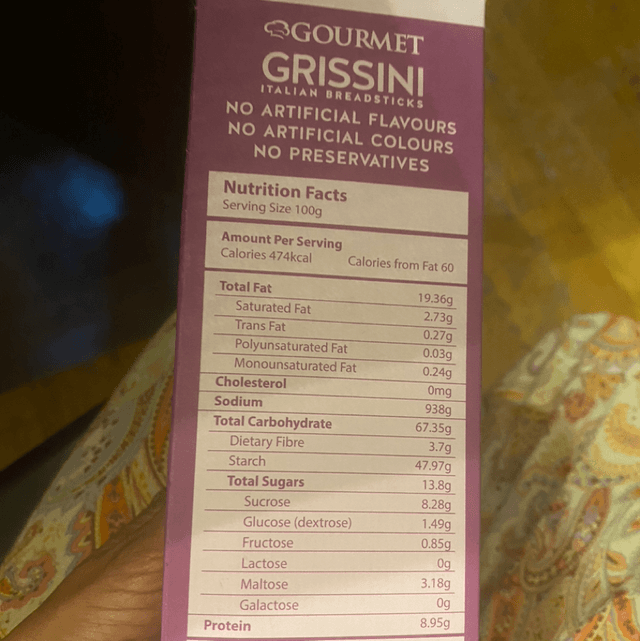 GOURMET
GRISSINI
ITALIAN BREADSTICKS
NO ARTIFICIAL FLAVOURS
NO ARTIFICIAL COLOURS
NO PRESERVATIVES
Nutrition Facts
Serving Size 100g
Amount Per Serving
Calories 474kcal Calories from Fat 60
Total Fat 19.36g
Saturated Fat 2.73g
Trans Fat 0.27g
Polyunsaturated Fat 0.03g
Monounsaturated Fat 0.24g
Cholesterol 0mg
Sodium 938g
Total Carbohydrate 67.35g
Dietary Fibre 3.7g
Starch 47.97g
Total Sugars 13.8g
Sucrose 8.28g
Glucose (dextrose) 1.49g
Fructose 0.85g
Lactose 0g
Maltose 3.18g
Galactose 0g
Protein 8.95g